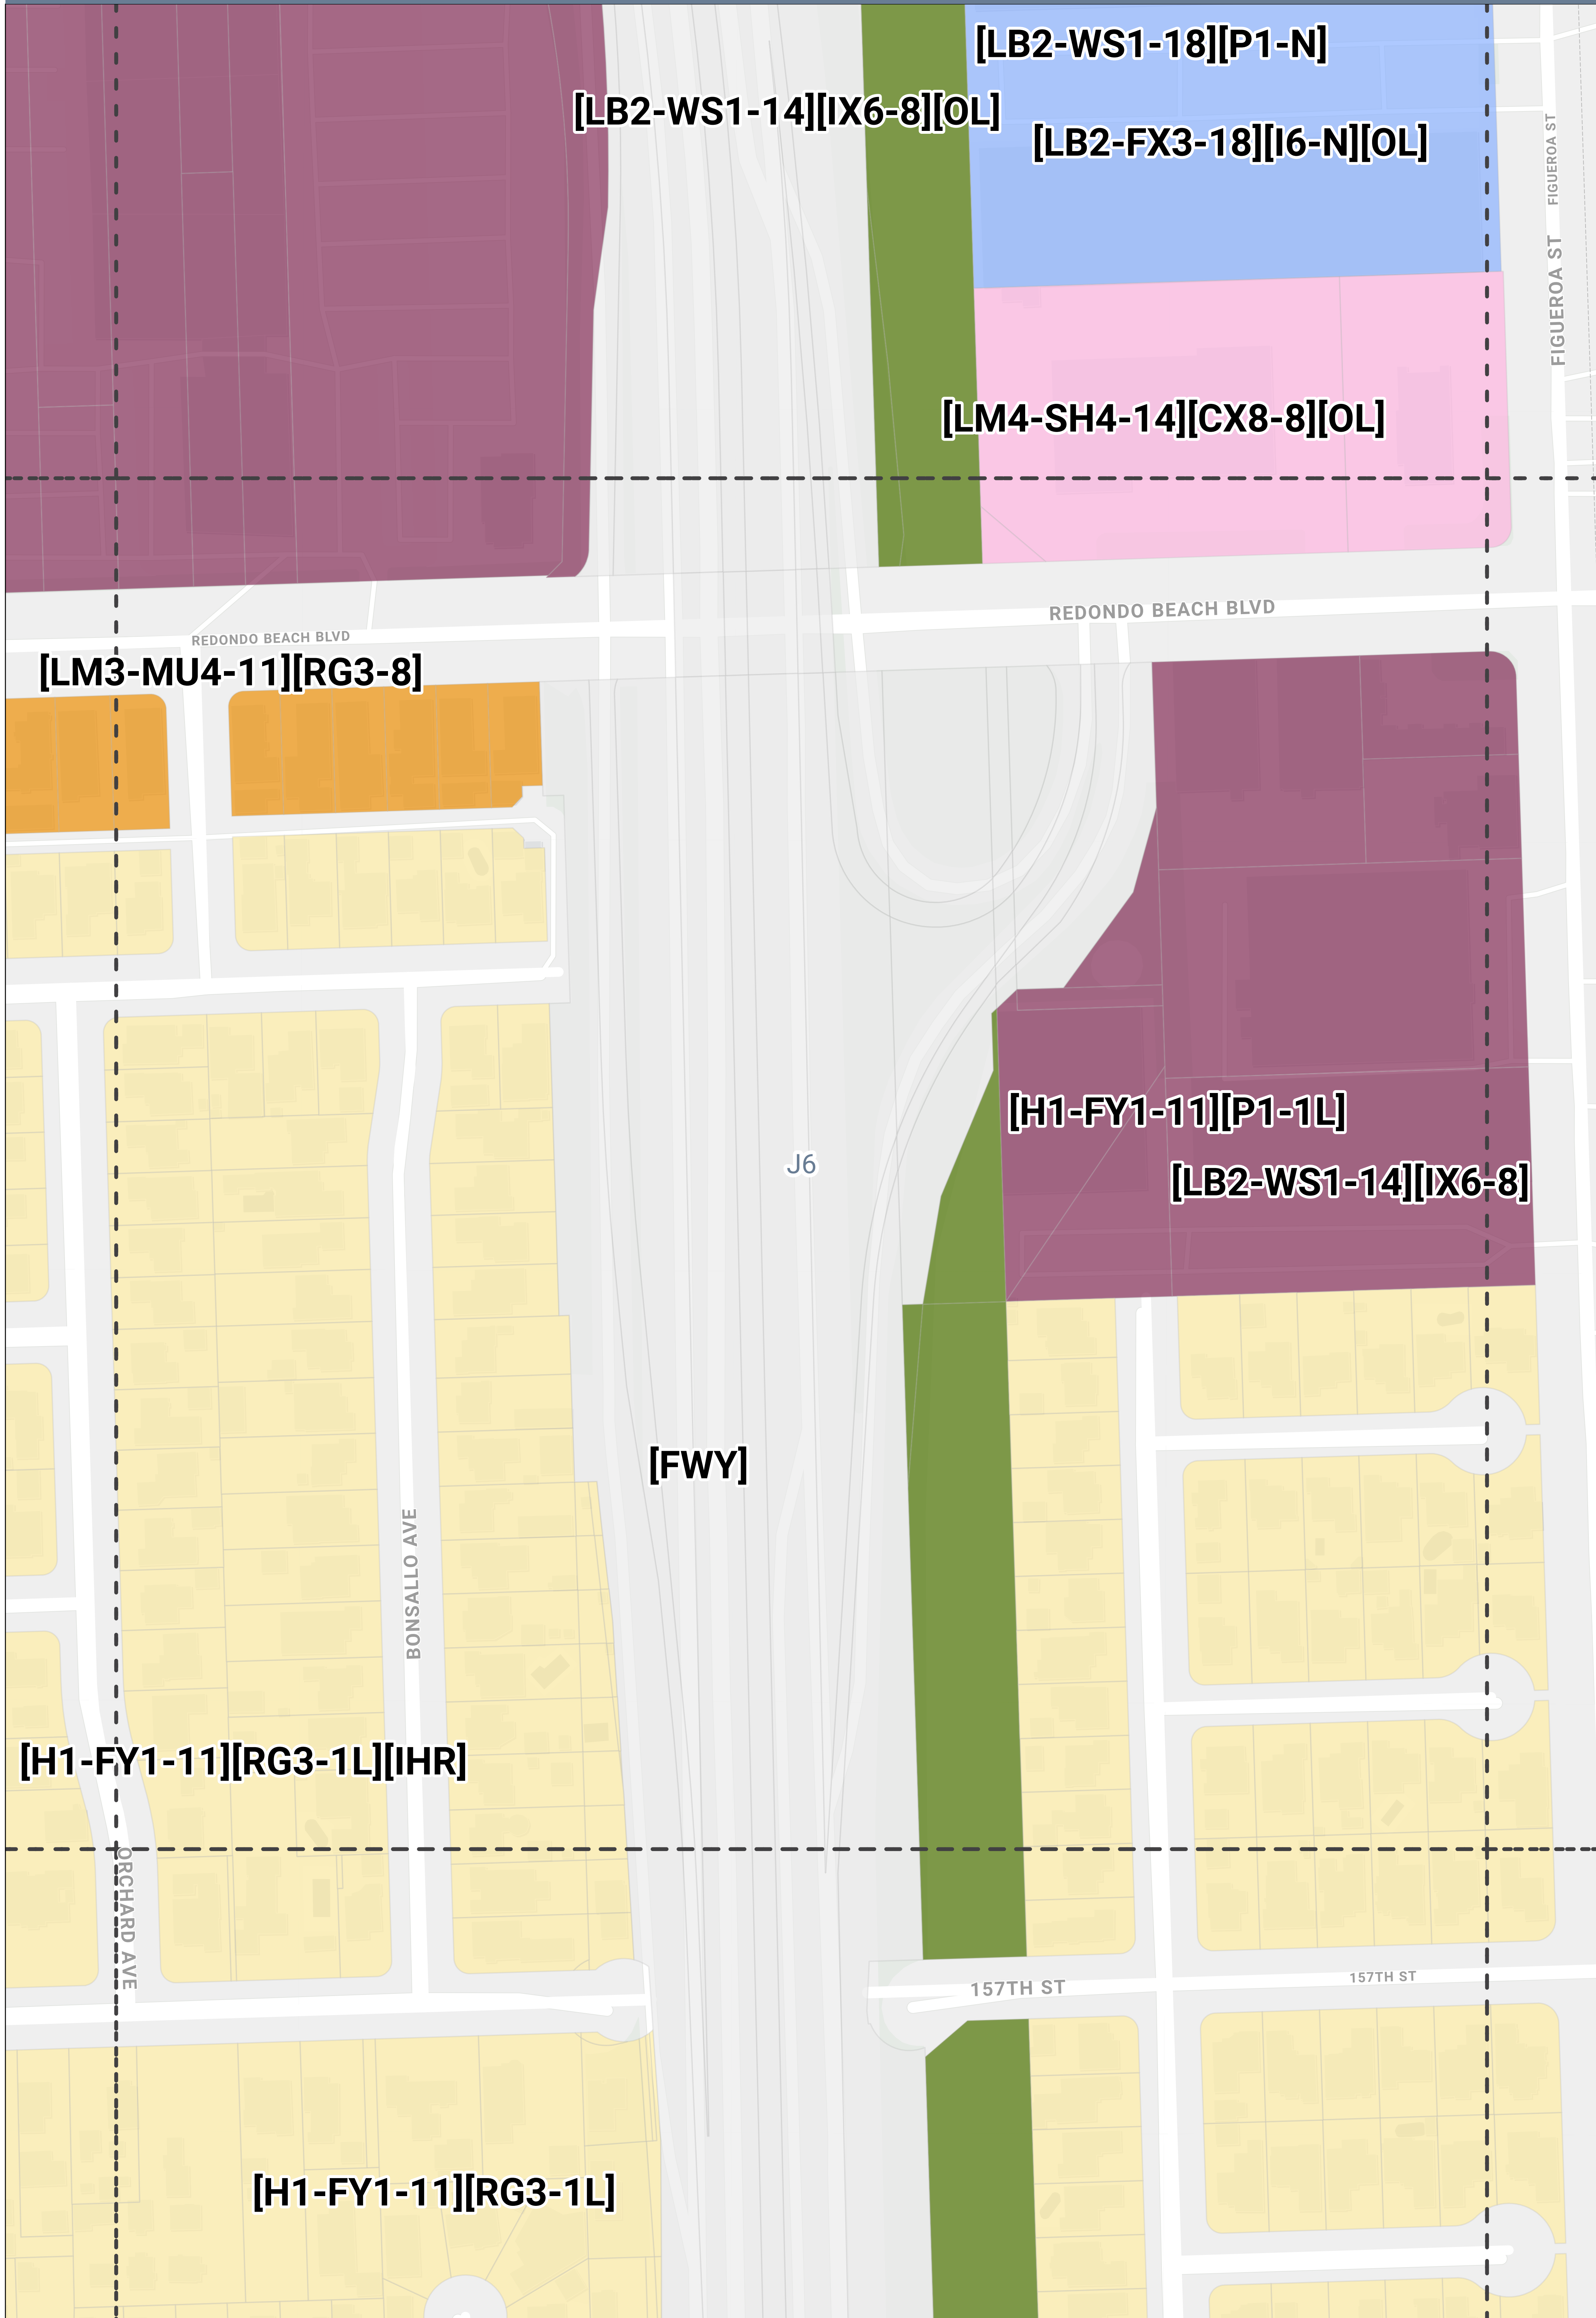 [LB2-WS1-18][P1-N]
[LB2-WS1-14][IX6-8][OL]
[LB2-FX3-18][I6-N][OL]
FIGUEROA ST
FIGUEROA ST
[LM4-SH4-14][CX8-8][OL]
REDONDO BEACH BLVD
REDONDO BEACH BLVD
[LM3-MU4-11][RG3-8]
[H1-FY1-11][P1-1L]
J6
[LB2-WS1-14][IX6-8]
[FWY]
BONSALLO AVE
[H1-FY1-11][RG3-1L][IHR]
ORCHARD AVE
157TH ST
157TH ST
[H1-FY1-11][RG3-1L]